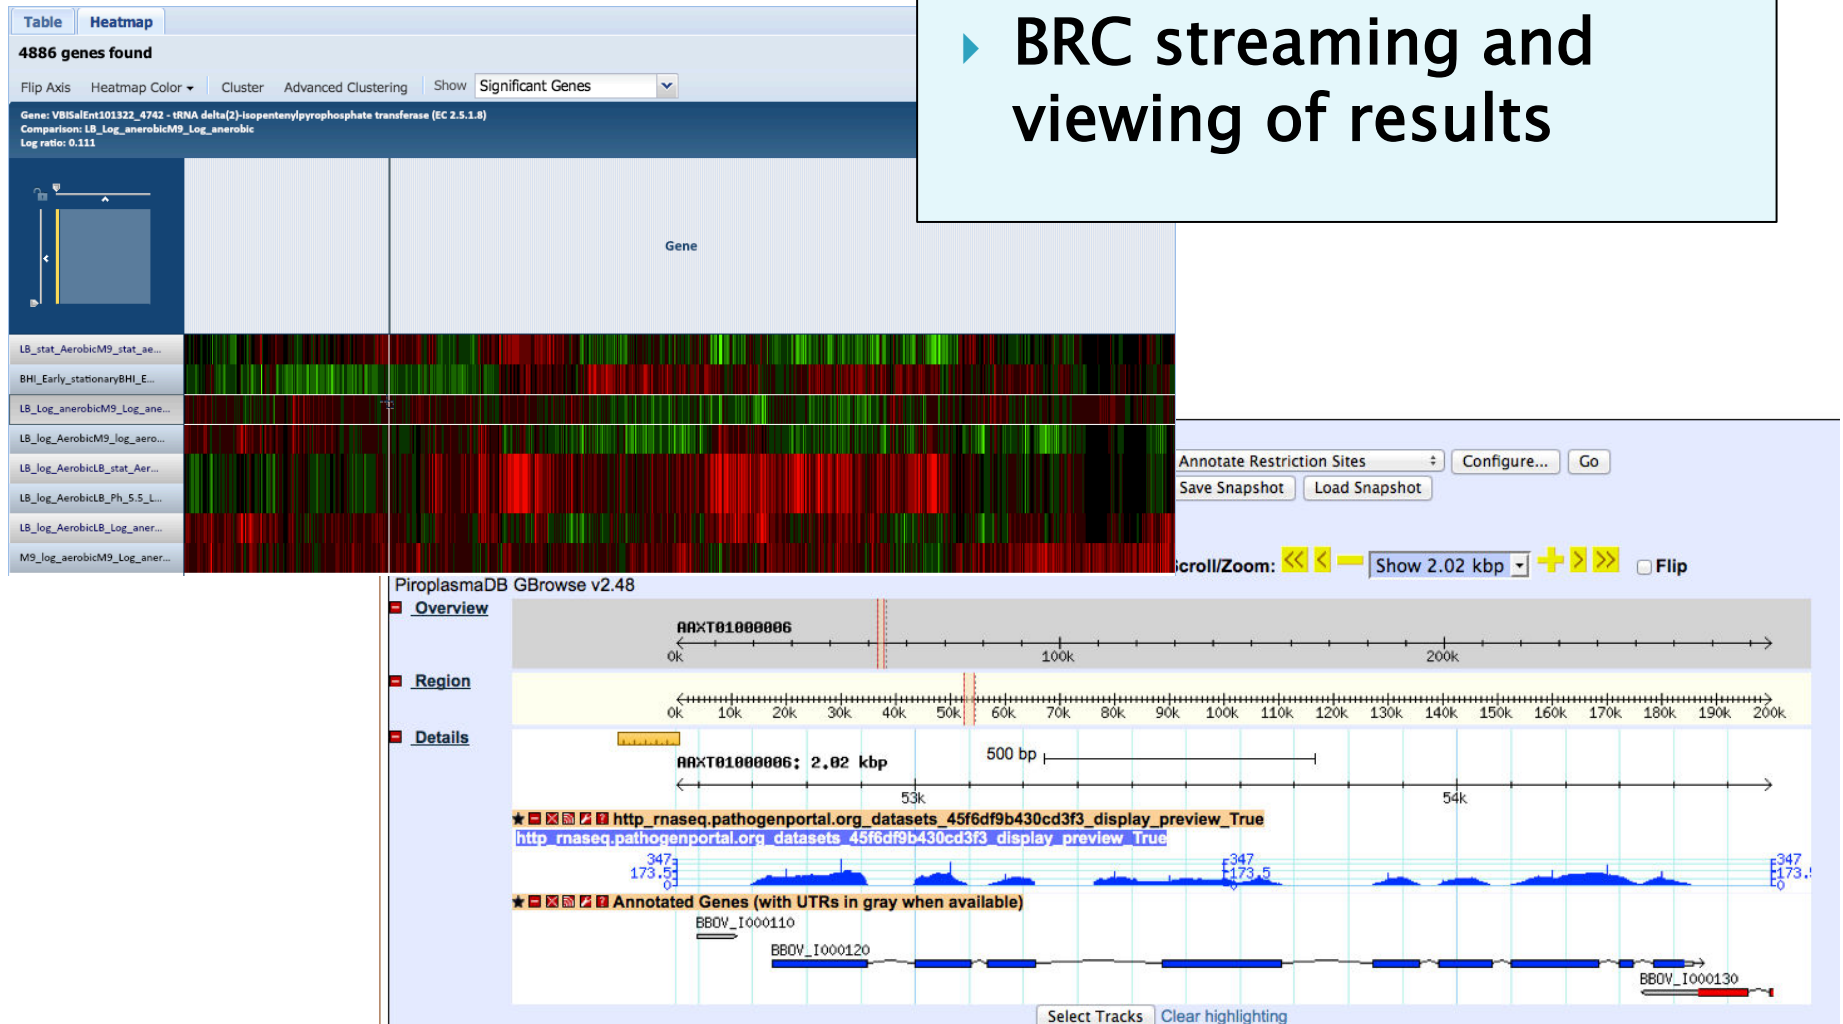 Table Heatmap
4886 genes found
Flip Axis Heatmap Color Cluster Advanced Clustering Show Significant Genes
Gene: VBISalEnt101322_4742 - tRNA delta(2)-isopentenylpyrophosphate transferase (EC 2.5.1.8)
Comparison: LB_Log_anerobicM9_Log_anerobic
Log ratio: 0.111
Gene
LB_stat_AerobicM9_stat_ae...
BHI_Early_stationaryBHI_E...
LB_Log_anerobicM9_Log_ane...
LB_log_AerobicM9_log_aero...
LB_log_AerobicLB_stat_Aer...
LB_log_AerobicLB_Ph_5.5_L...
LB_log_AerobicLB_Log_aner...
M9_log_aerobicM9_Log_aner...
BRC streaming and
viewing of results
Annotate Restriction Sites Configure... Go
Save Snapshot Load Snapshot
Scroll/Zoom: << < Show 2.02 kbp > >> Flip
PiroplasmaDB GBrowse v2.48
Overview
AAXT01000006
0k 100k 200k
Region
0k 10k 20k 30k 40k 50k 60k 70k 80k 90k 100k 110k 120k 130k 140k 150k 160k 170k 180k 190k 200k
Details
AAXT01000006: 2.02 kbp 500 bp
53k 54k
http_rnaseq.pathogenportal.org_datasets_45f6df9b430cd3f3_display_preview_True
http_rnaseq.pathogenportal.org_datasets_45f6df9b430cd3f3_display_preview_True
347 347 347
173.5 173.5 173.
0 0 0
Annotated Genes (with UTRs in gray when available)
BBOV_I000110
BBOV_I000120
BBOV_I000130
Select Tracks Clear highlighting